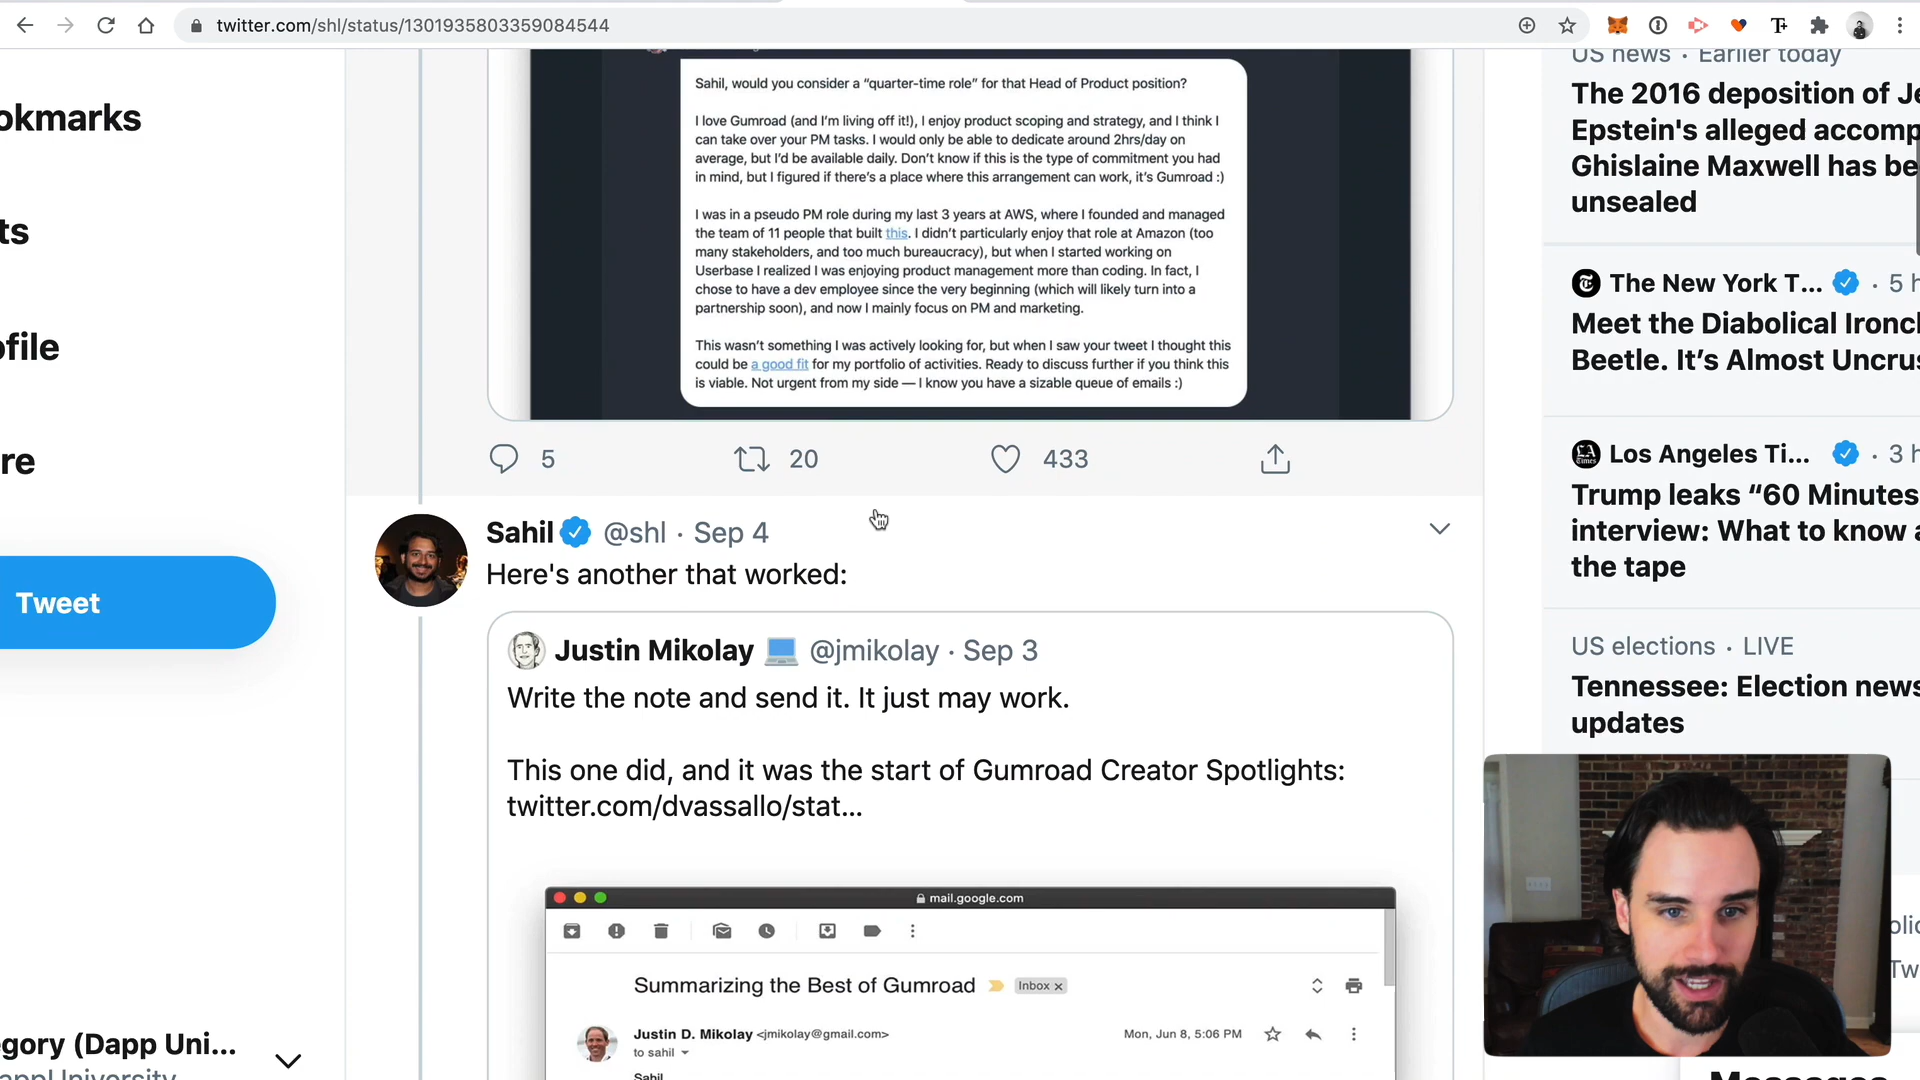 twitter.com/shl/status/1301935803359084544
okmarks
ts
ofile
re
Tweet
egory (Dapp Uni...
Sahil, would you consider a “quarter-time role” for that Head of Product position?
I love Gumroad (and I’m living off it!), I enjoy product scoping and strategy, and I think I
can take over your PM tasks. I would only be able to dedicate around 2hrs/day on
average, but I’d be available daily. Don’t know if this is the type of commitment you had
in mind, but I figured if there’s a place where this arrangement can work, it’s Gumroad :)
I was in a pseudo PM role during my last 3 years at AWS, where I founded and managed
the team of 11 people that built this. I didn’t particularly enjoy that role at Amazon (too
many stakeholders, and too much bureaucracy), but when I started working on
Userbase I realized I was enjoying product management more than coding. In fact, I
chose to have a dev employee since the very beginning (which will likely turn into a
partnership soon), and now I mainly focus on PM and marketing.
This wasn’t something I was actively looking for, but when I saw your tweet I thought this
could be a good fit for my portfolio of activities. Ready to discuss further if you think this
is viable. Not urgent from my side — I know you have a sizable queue of emails :)
5 20 433
Sahil @shl · Sep 4
Here's another that worked:
Justin Mikolay 💻 @jmikolay · Sep 3
Write the note and send it. It just may work.
This one did, and it was the start of Gumroad Creator Spotlights:
twitter.com/dvassallo/stat...
mail.google.com
Summarizing the Best of Gumroad Inbox x
Justin D. Mikolay <jmikolay@gmail.com> Mon, Jun 8, 5:06 PM
to sahil
Sahil
US news · Earlier today
The 2016 deposition of Je
Epstein's alleged accomp
Ghislaine Maxwell has be
unsealed
The New York T... · 5 h
Meet the Diabolical Ironcl
Beetle. It’s Almost Uncrus
Los Angeles Ti... · 3 h
Trump leaks “60 Minutes
interview: What to know a
the tape
US elections · LIVE
Tennessee: Election news
updates
olic
Tw
Messages